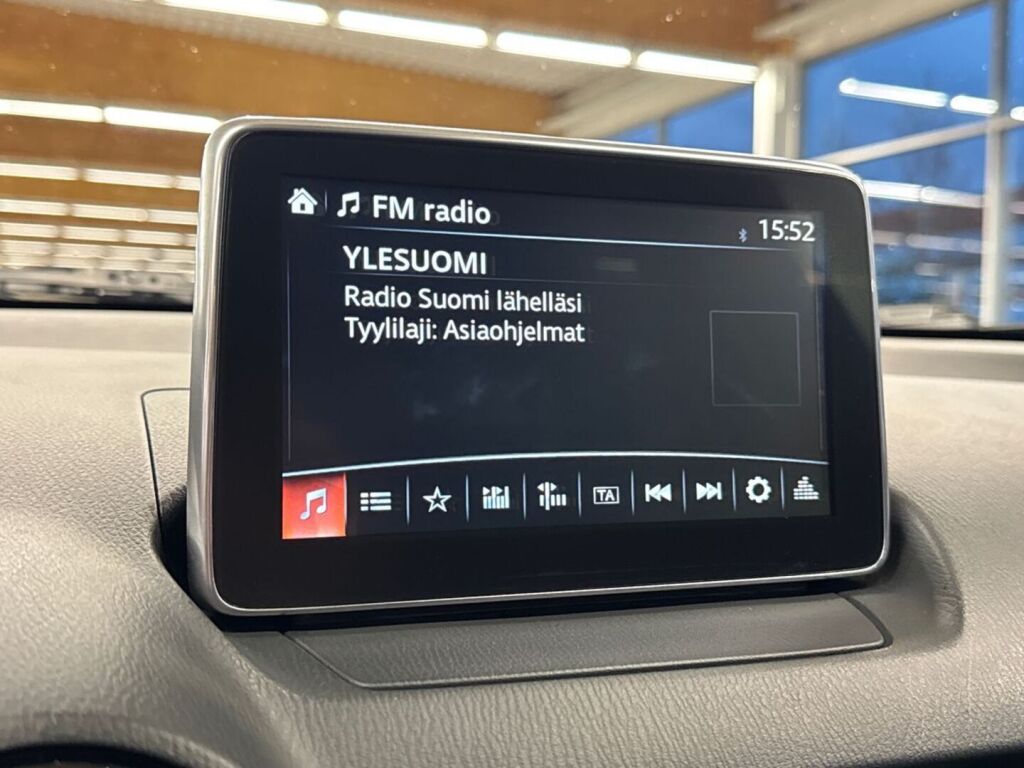 FM radio
15:52
YLESUOMI
Radio Suomi lähelläsi
Tyylilaji: Asiaohjelmat
TA